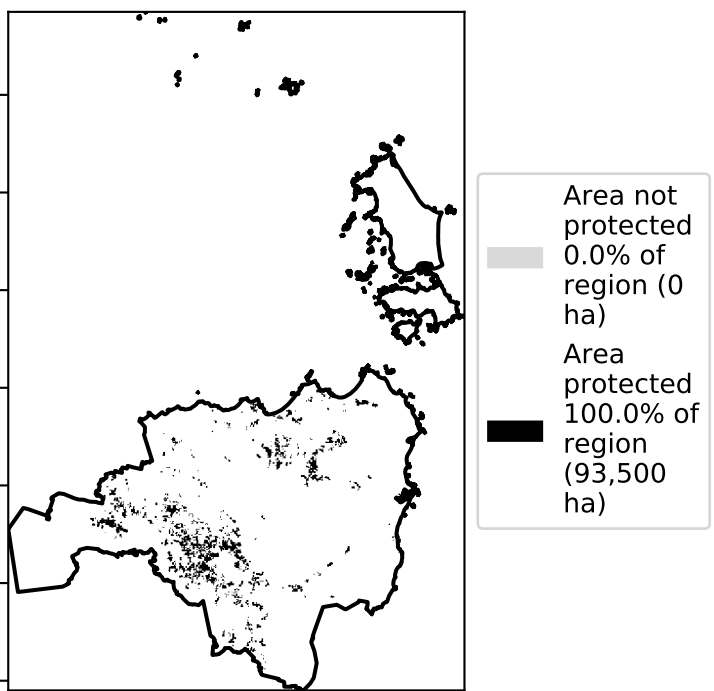 Area not
protected
0.0% of
region (0
ha)
Area
protected
100.0% of
region
(93,500
ha)